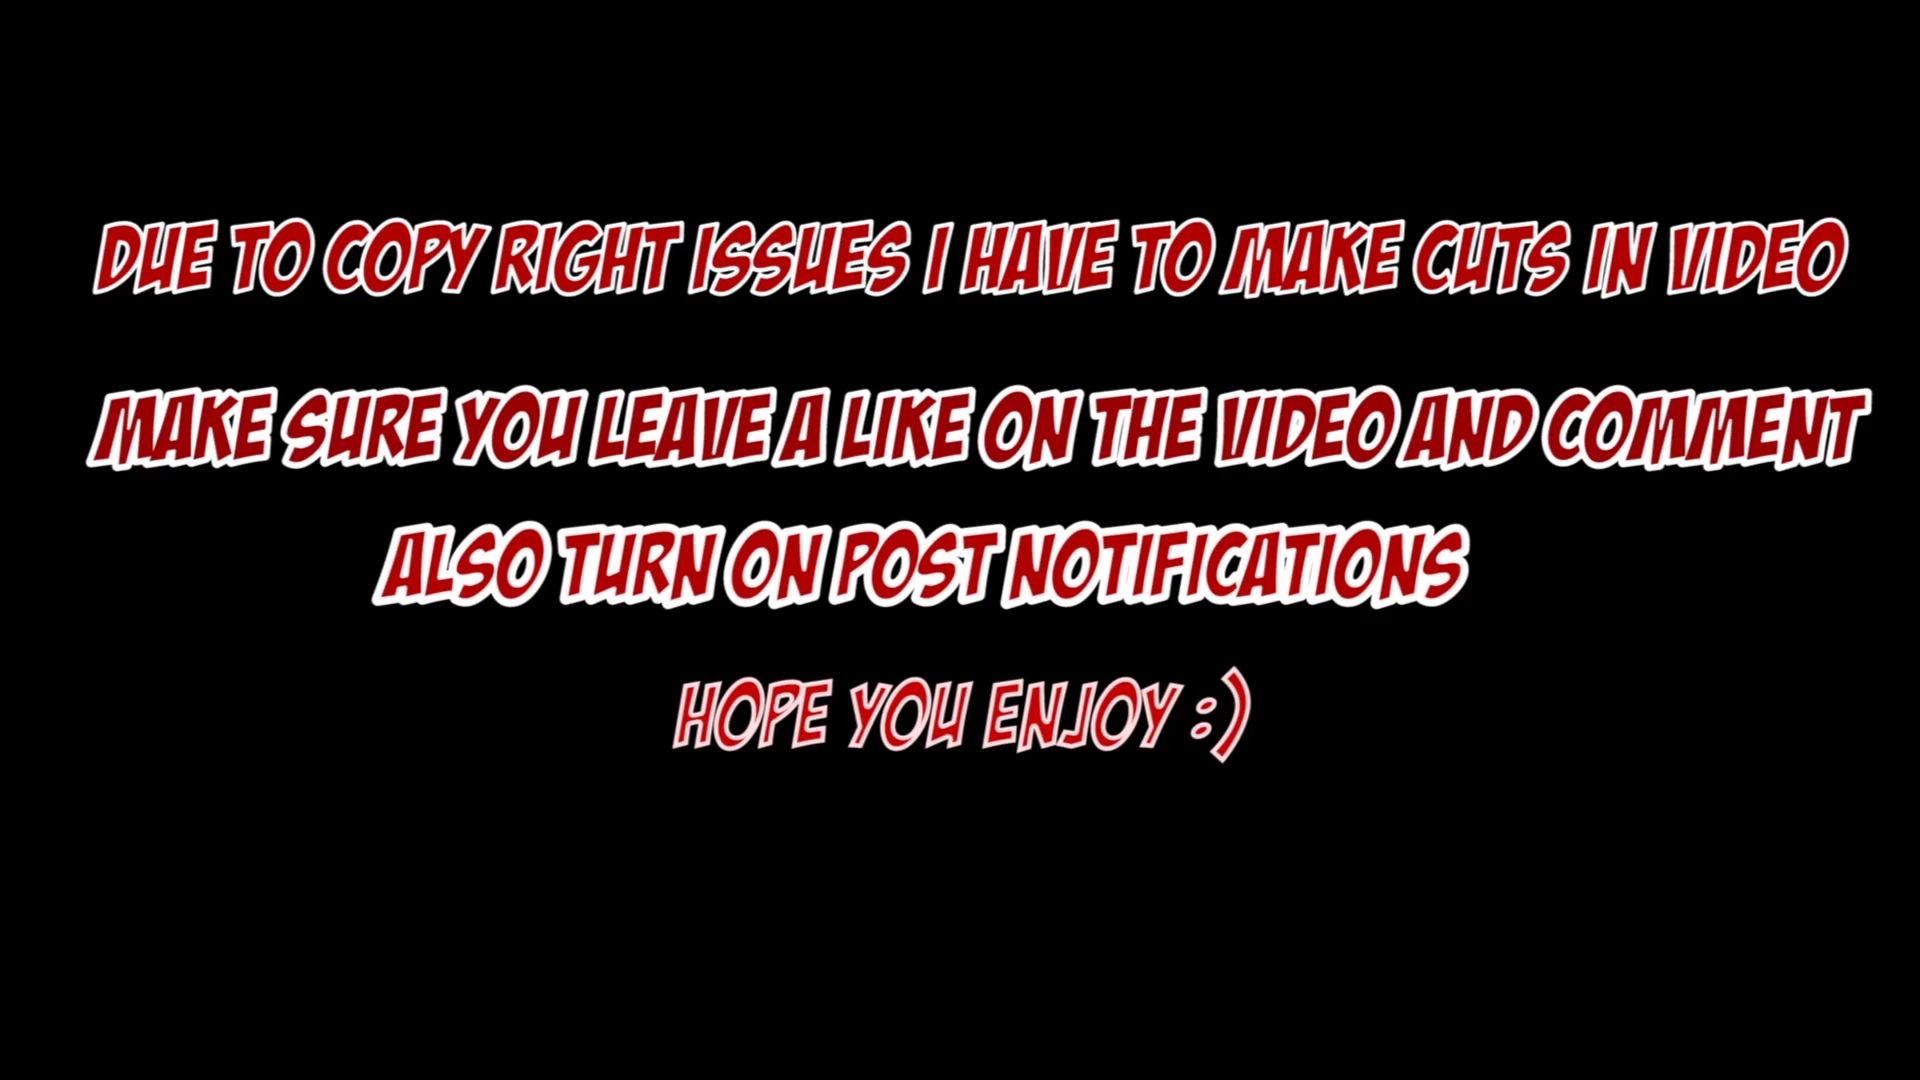 DUE TO COPY RIGHT ISSUES I HAVE TO MAKE CUTS IN VIDEO
MAKE SURE YOU LEAVE A LIKE ON THE VIDEO AND COMMENT
ALSO TURN ON POST NOTIFICATIONS
HOPE YOU ENJOY :)